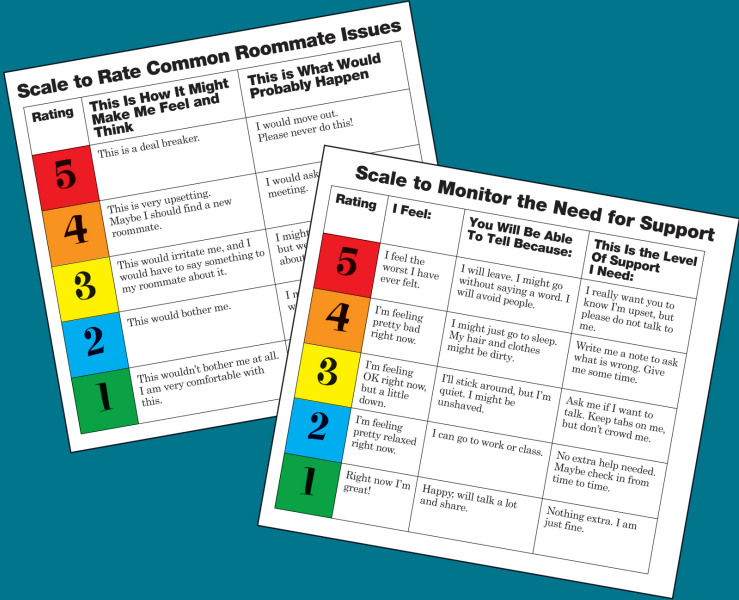 Scale to Rate Common Roommate Issues
Rating
This Is How It Might
Make Me Feel and
Think
This is What Would
Probably Happen
5
This is a deal breaker.
I would move out.
Please never do this!
4
This is very upsetting.
Maybe I should find a new
roommate.
I would ask
meeting.
3
This would irritate me, and I
would have to say something to
my roommate about it.
I might
but we
about
2
This would bother me.
I
1
This wouldn't bother me at all.
I am very comfortable with
this.
Scale to Monitor the Need for Support
Rating
I Feel:
You Will Be Able
To Tell Because:
This Is the Level
Of Support
I Need:
5
I feel the
worst I have
ever felt.
I will leave. I might go
without saying a word. I
will avoid people.
I really want you to
know I'm upset, but
please do not talk to
me.
4
I'm feeling
pretty bad
right now.
I might just go to sleep.
My hair and clothes
might be dirty.
Write me a note to ask
what is wrong. Give
me some time.
3
I'm feeling
OK right now,
but a little
down.
I'll stick around, but I'm
quiet. I might be
unshaved.
Ask me if I want to
talk. Keep tabs on me,
but don't crowd me.
2
I'm feeling
pretty relaxed
right now.
I can go to work or class.
No extra help needed.
Maybe check in from
time to time.
1
Right now I'm
great!
Happy, will talk a lot
and share.
Nothing extra. I am
just fine.